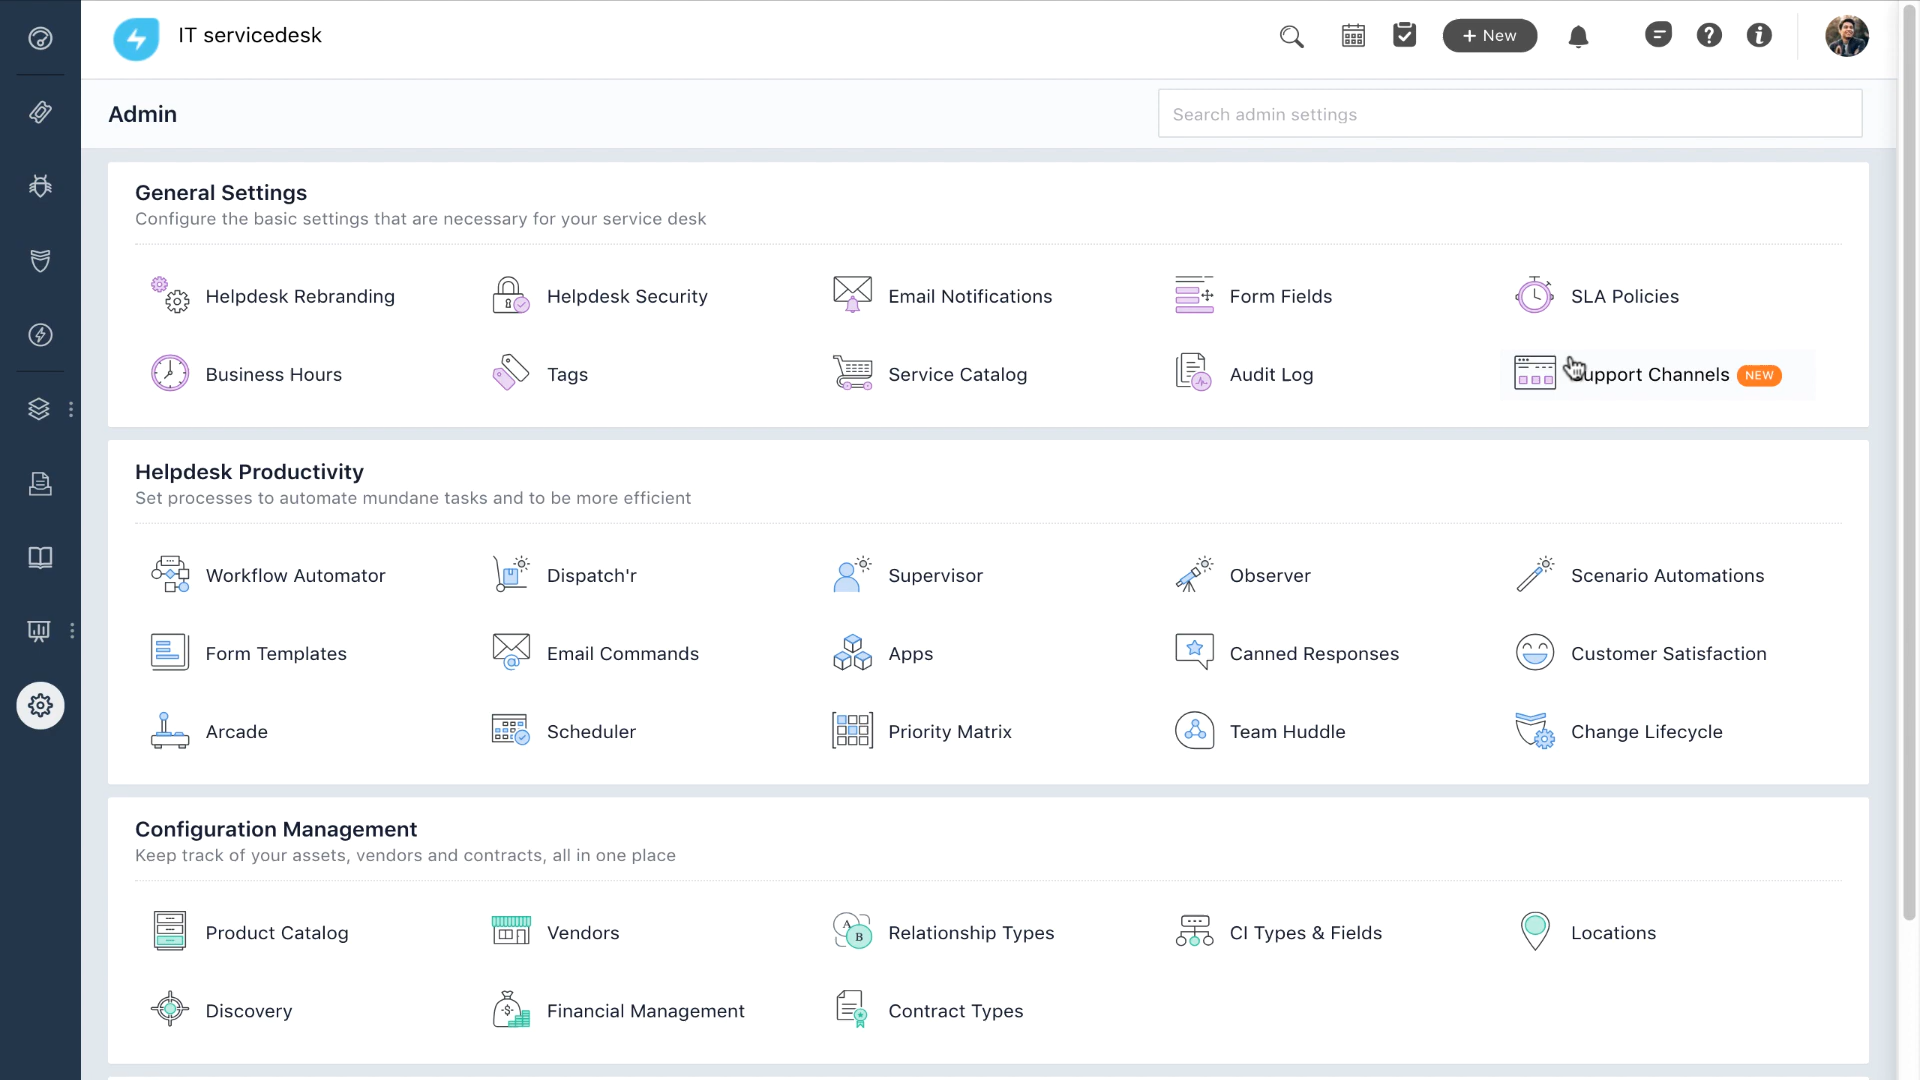 IT servicedesk
+ New
Admin
Search admin settings
General Settings
Configure the basic settings that are necessary for your service desk
Helpdesk Rebranding
Helpdesk Security
Email Notifications
Form Fields
SLA Policies
Business Hours
Tags
Service Catalog
Audit Log
Support Channels NEW
Helpdesk Productivity
Set processes to automate mundane tasks and to be more efficient
Workflow Automator
Dispatch'r
Supervisor
Observer
Scenario Automations
Form Templates
Email Commands
Apps
Canned Responses
Customer Satisfaction
Arcade
Scheduler
Priority Matrix
Team Huddle
Change Lifecycle
Configuration Management
Keep track of your assets, vendors and contracts, all in one place
Product Catalog
Vendors
A
B
Relationship Types
CI Types & Fields
Locations
Discovery
Financial Management
Contract Types